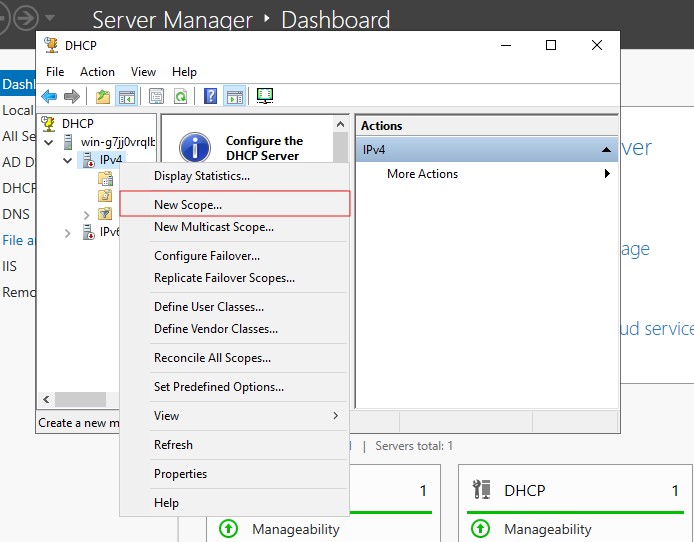 Server Manager
Dashboard
DHCP
File Action View Help
DHCP
win-g7jj0vrqlb
IPv4
IPv6
Configure the
DHCP Server
Actions
IPv4
More Actions
Display Statistics...
New Scope...
New Multicast Scope...
Configure Failover...
Replicate Failover Scopes...
Define User Classes...
Define Vendor Classes...
Reconcile All Scopes...
Set Predefined Options...
View
Refresh
Properties
Help
Create a new m
Local
All Se
AD D
DHCP
DNS
File a
IIS
Remo
ver
age
ud service
| Servers total: 1
1
Manageability
DHCP 1
Manageability